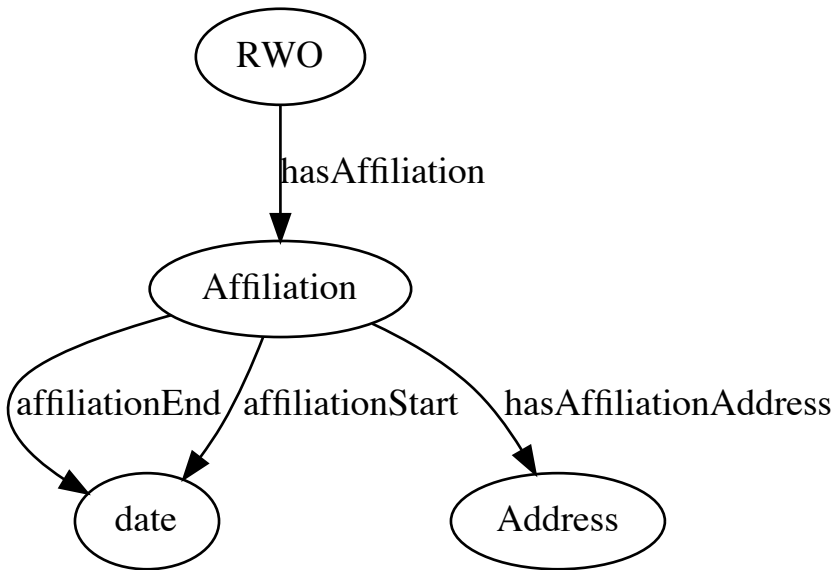 RWO
hasAffiliation
Affiliation
affiliationEnd
affiliationStart
hasAffiliationAddress
date
Address